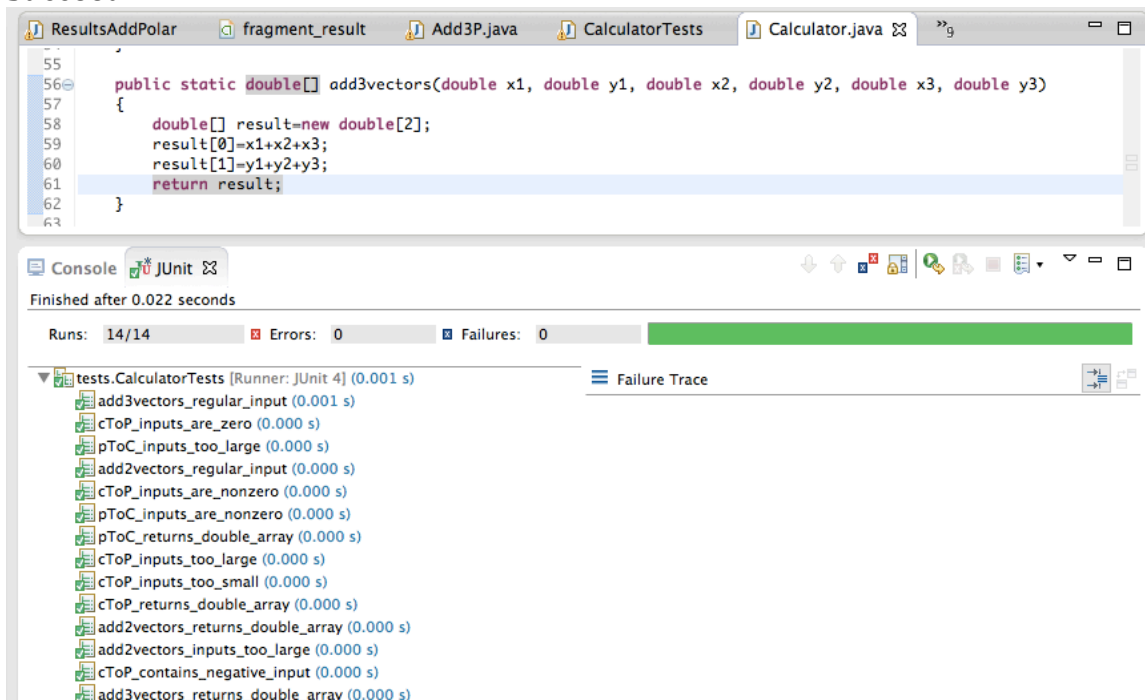 ResultsAddPolar fragment_result Add3P.java CalculatorTests Calculator.java »9
55
56 public static double[] add3vectors(double x1, double y1, double x2, double y2, double x3, double y3)
57 {
58 double[] result=new double[2];
59 result[0]=x1+x2+x3;
60 result[1]=y1+y2+y3;
61 return result;
62 }
63
Console JUnit
Finished after 0.022 seconds
Runs: 14/14 Errors: 0 Failures: 0
tests.CalculatorTests [Runner: JUnit 4] (0.001 s)
Failure Trace
add3vectors_regular_input (0.001 s)
cToP_inputs_are_zero (0.000 s)
pToC_inputs_too_large (0.000 s)
add2vectors_regular_input (0.000 s)
cToP_inputs_are_nonzero (0.000 s)
pToC_inputs_are_nonzero (0.000 s)
pToC_returns_double_array (0.000 s)
cToP_inputs_too_large (0.000 s)
cToP_inputs_too_small (0.000 s)
cToP_returns_double_array (0.000 s)
add2vectors_returns_double_array (0.000 s)
add2vectors_inputs_too_large (0.000 s)
cToP_contains_negative_input (0.000 s)
add3vectors_returns_double_array (0.000 s)